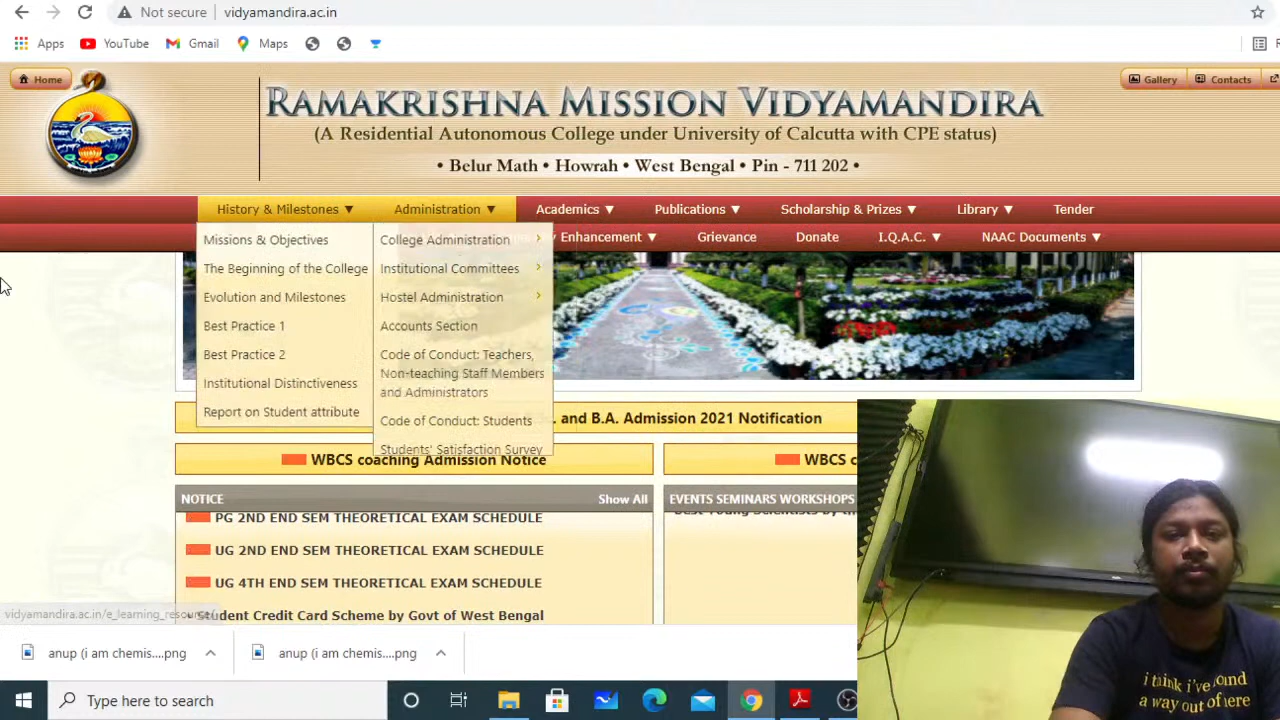 Not secure
vidyamandira.ac.in
Apps
YouTube
Gmail
Maps
Home
Gallery
Contacts
RAMAKRISHNA MISSION VIDYAMANDIRA
(A Residential Autonomous College under University of Calcutta with CPE status)
• Belur Math • Howrah • West Bengal • Pin - 711 202 •
History & Milestones ▼
Administration ▼
Academics ▼
Publications ▼
Scholarship & Prizes ▼
Library ▼
Tender
Enhancement ▼
Grievance
Donate
I.Q.A.C. ▼
NAAC Documents ▼
Missions & Objectives
The Beginning of the College
Evolution and Milestones
Best Practice 1
Best Practice 2
Institutional Distinctiveness
Report on Student attribute
College Administration
Institutional Committees
Hostel Administration
Accounts Section
Code of Conduct: Teachers,
Non-teaching Staff Members
and Administrators
Code of Conduct: Students
Students' Satisfaction Survey
. and B.A. Admission 2021 Notification
WBCS coaching Admission Notice
WBCS c
NOTICE
Show All
EVENTS SEMINARS WORKSHOPS
PG 2ND END SEM THEORETICAL EXAM SCHEDULE
UG 2ND END SEM THEORETICAL EXAM SCHEDULE
UG 4TH END SEM THEORETICAL EXAM SCHEDULE
Student Credit Card Scheme by Govt of West Bengal
vidyamandira.ac.in/e_learning_resour
anup (i am chemis....png
anup (i am chemis....png
Type here to search
i think i've found
a way out of here